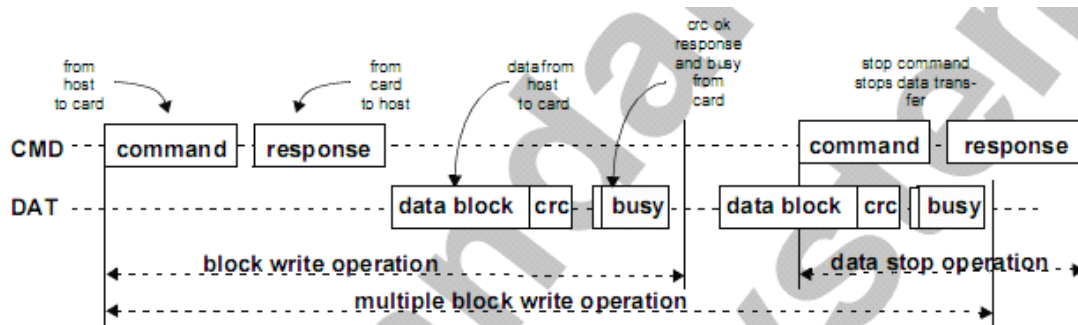 from
host
to card
from
card
to host
data from
host
to card
crc ok
response
and busy
from
card
stop command
stops data trans-
fer
CMD
command
response
command
response
DAT
data block
crc
busy
data block
crc
busy
block write operation
data stop operation
multiple block write operation